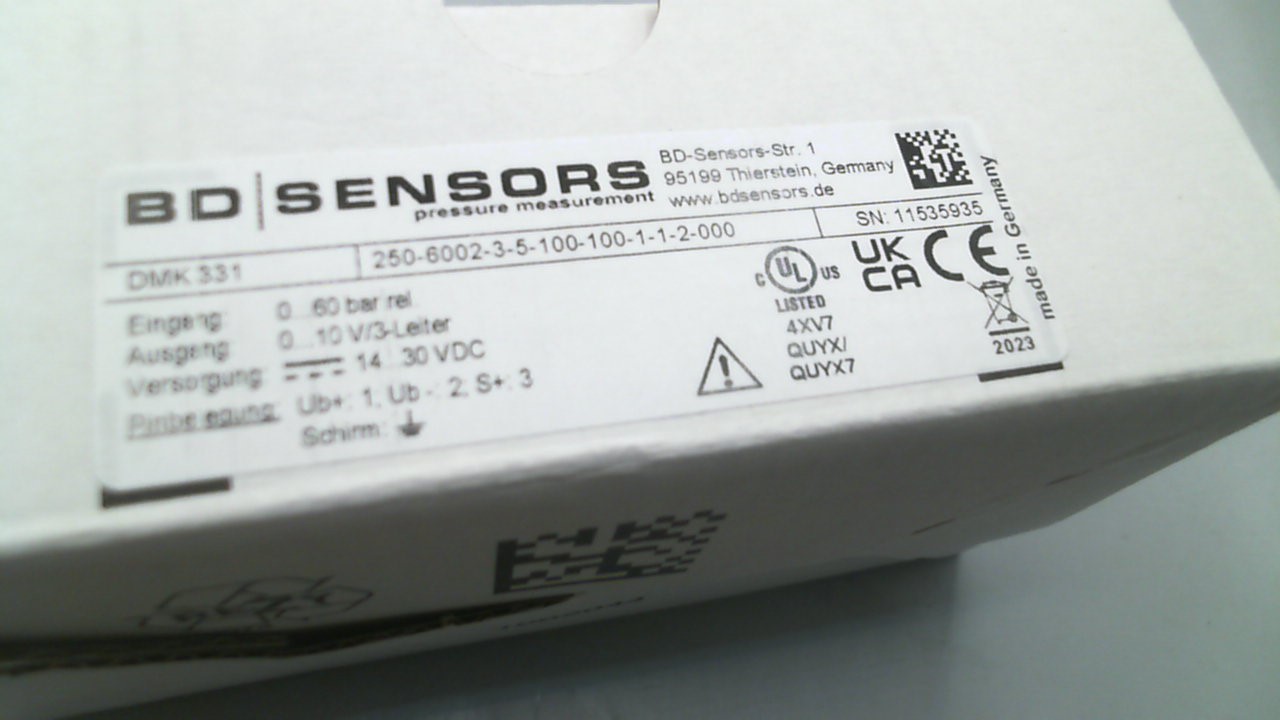 BD SENSORS
pressure measurement
BD-Sensors-Str. 1
95199 Thierstein, Germany
www.bdsensors.de
DMK 331
250-6002-3-5-100-100-1-1-2-000
SN: 11535935
Eingang: 0...60 bar rel.
Ausgang: 0...10 V/3-Leiter
Versorgung: 14...30 VDC
Pinbelegung: Ub+: 1, Ub -: 2, S+: 3
Schirm:
C UL US
LISTED
4XV7
QUYX/
QUYX7
UK
CA
CE
2023
made in Germany